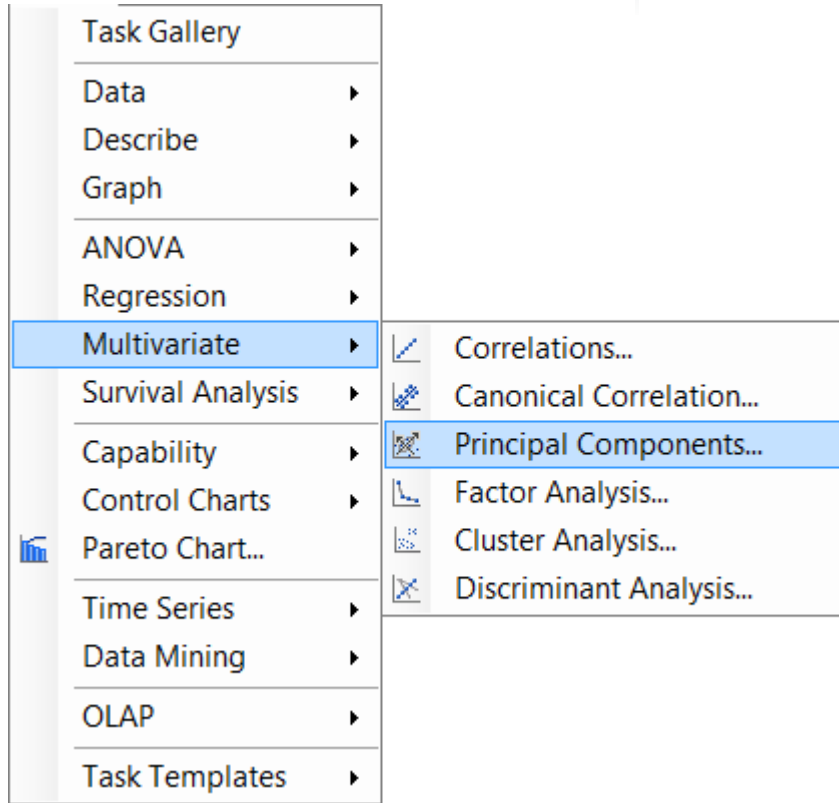 Task Gallery
Data
Describe
Graph
ANOVA
Regression
Multivariate
Survival Analysis
Capability
Control Charts
Pareto Chart...
Time Series
Data Mining
OLAP
Task Templates
Correlations...
Canonical Correlation...
Principal Components...
Factor Analysis...
Cluster Analysis...
Discriminant Analysis...